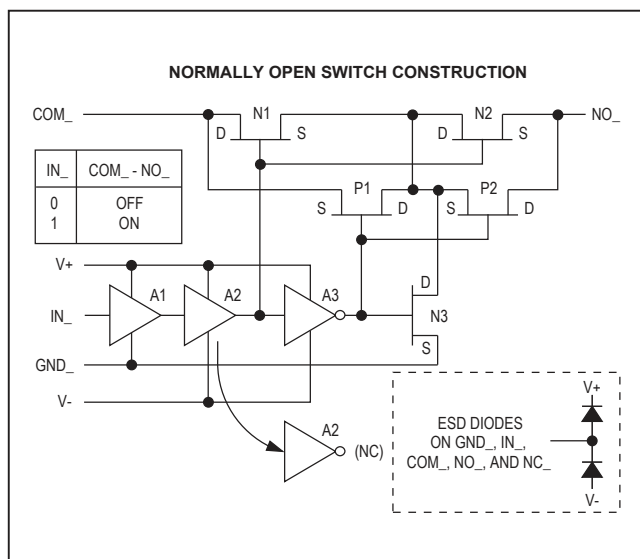 NORMALLY OPEN SWITCH CONSTRUCTION
COM_
N1
N2
NO_
D
S
D
S
IN_ COM_ - NO_
0 OFF
1 ON
P1
P2
S
D
S
D
V+
A1
A2
A3
D
IN_
N3
S
GND_
V-
A2
(NC)
V+
ESD DIODES
ON GND_, IN_,
COM_, NO_, AND NC_
V-